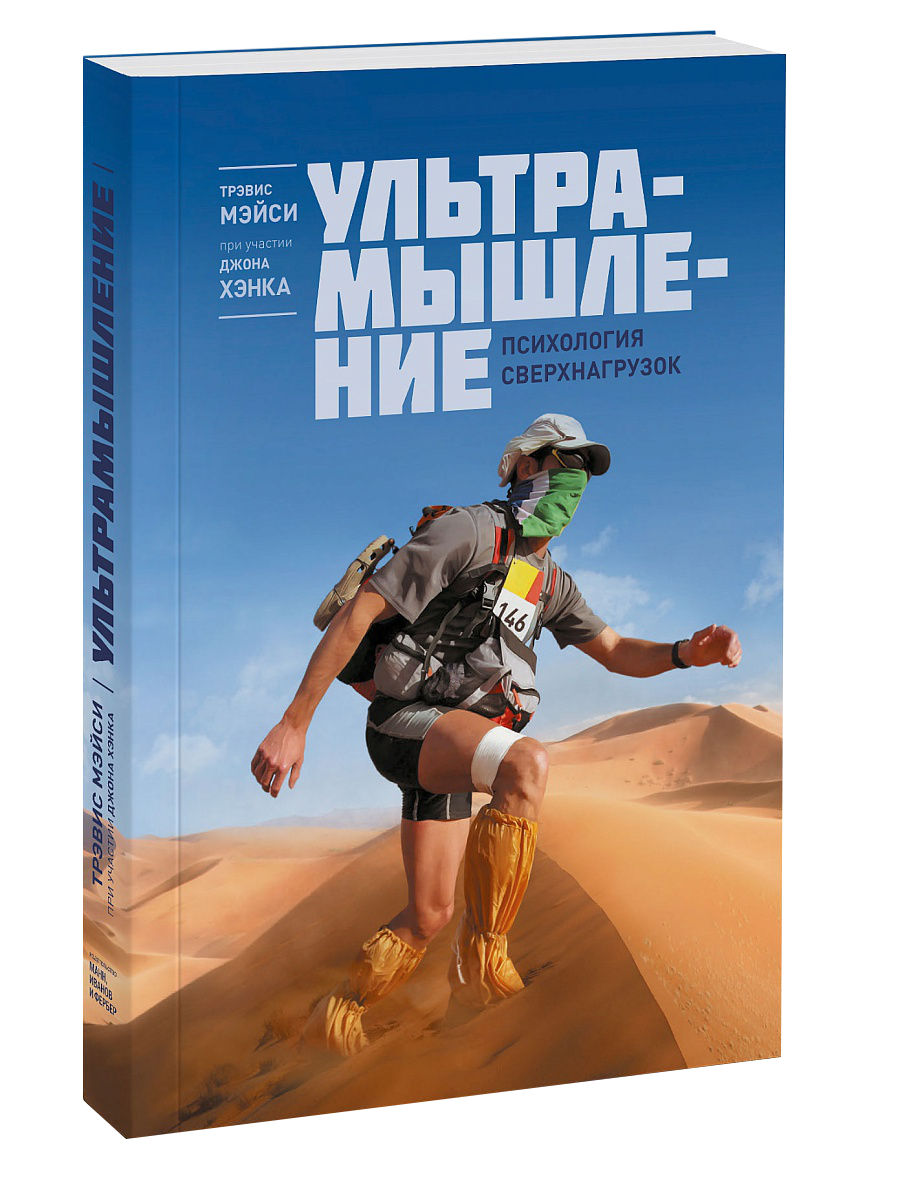 ТРЭВИС
МЭЙСИ
при участии
ДЖОНА
ХЭНКА
УЛЬТРА-
МЫШЛЕ-
НИЕ
ПСИХОЛОГИЯ
СВЕРХНАГРУЗОК
146
ТРЭВИС МЭЙСИ | УЛЬТРАМЫШЛЕНИЕ |
ПРИ УЧАСТИИ ДЖОНА ХЭНКА
ИЗДАТЕЛЬСТВО
МАНН,
ИВАНОВ
И ФЕРБЕР